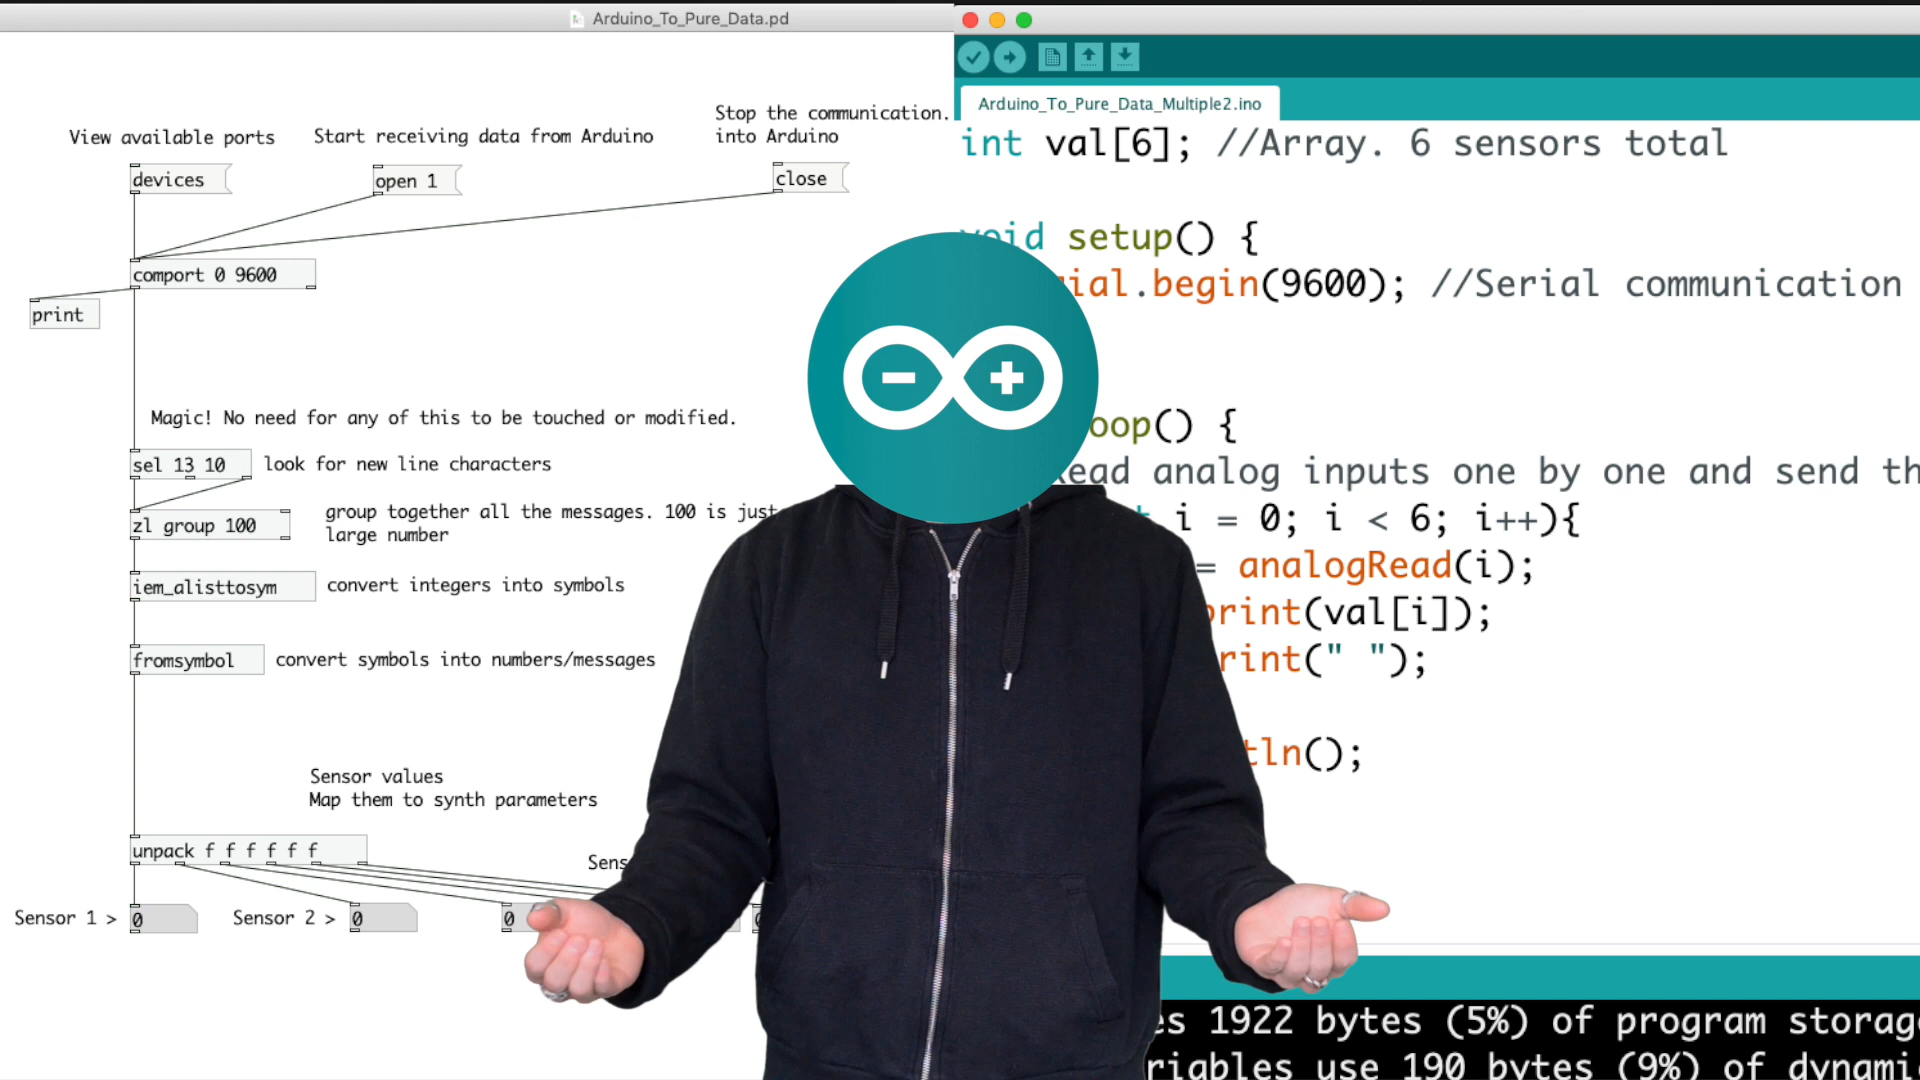 Arduino_To_Pure_Data.pd
View available ports
Start receiving data from Arduino
Stop the communication.
into Arduino
devices
open 1
close
comport 0 9600
print
Magic! No need for any of this to be touched or modified.
sel 13 10
look for new line characters
zl group 100
group together all the messages. 100 is just
large number
iem_alisttosym
convert integers into symbols
fromsymbol
convert symbols into numbers/messages
Sensor values
Map them to synth parameters
unpack f f f f f f
Sens
Sensor 1 > 0
Sensor 2 > 0
0
Arduino_To_Pure_Data_Multiple2.ino
int val[6]; //Array. 6 sensors total
void setup() {
ial.begin(9600); //Serial communication
oop() {
ead analog inputs one by one and send th
i = 0; i < 6; i++){
= analogRead(i);
print(val[i]);
rint(" ");
tln();
es 1922 bytes (5%) of program storag
riables use 190 bytes (9%) of dynami